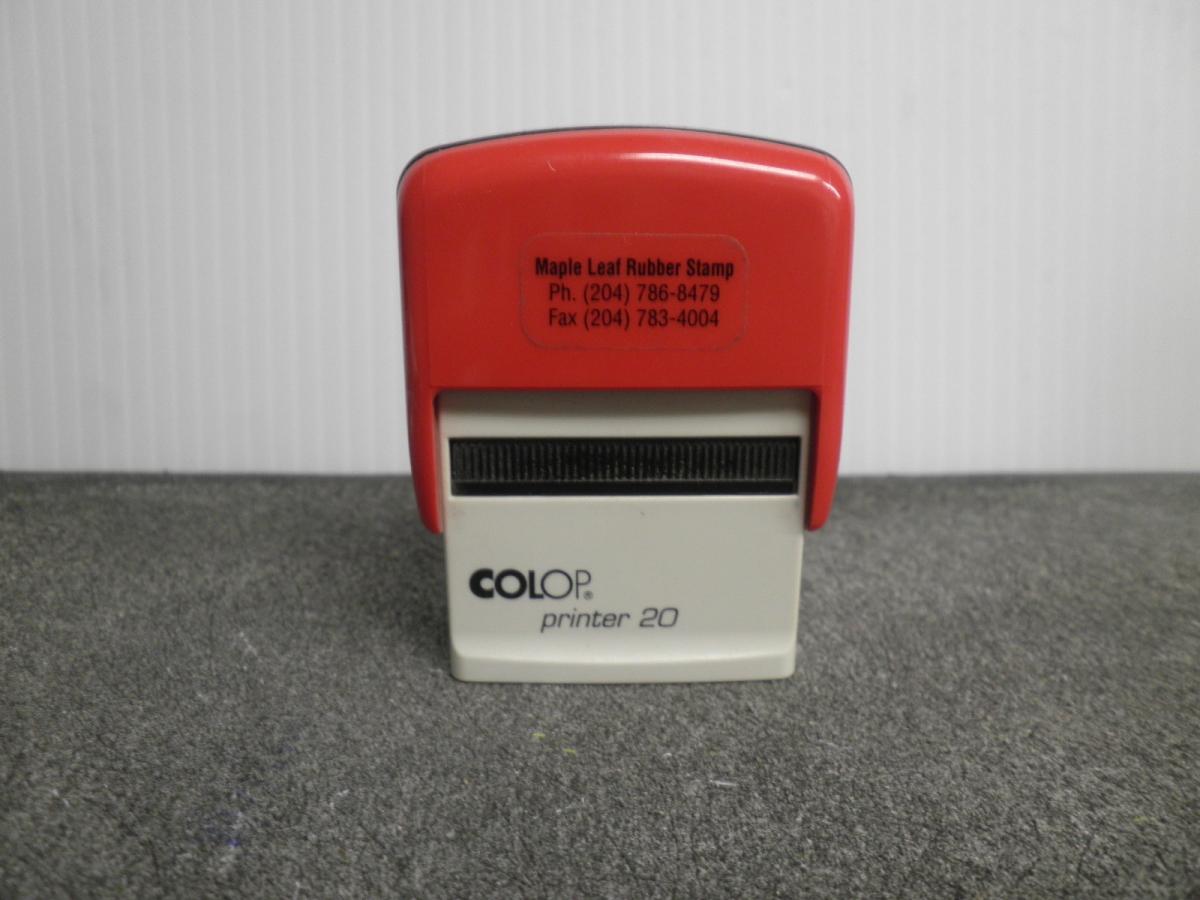 Maple Leaf Rubber Stamp
Ph. (204) 786-8479
Fax (204) 783-4004
COLOP®
printer 20